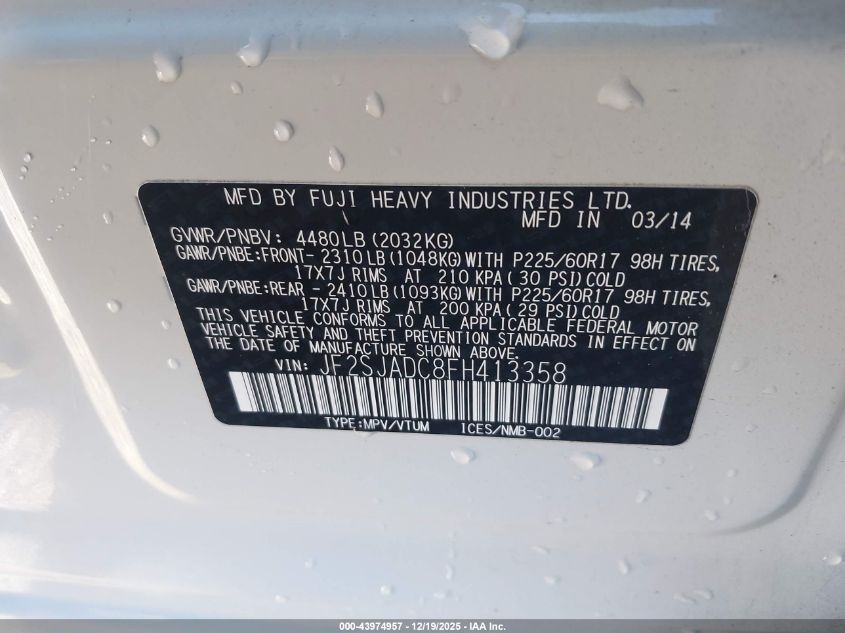 MFD BY FUJI HEAVY INDUSTRIES LTD.
MFD IN 03/14
GVWR/PNBV: 4480LB(2032KG)
GAWR/PNBE:FRONT- 2310LB(1048KG)WITH P225/60R17 98H TIRES,
17X7J RIMS AT 210 KPA(30 PSI)COLD
GAWR/PNBE:REAR - 2410LB(1093KG)WITH P225/60R17 98H TIRES,
17X7J RIMS AT 200 KPA(29 PSI)COLD
THIS VEHICLE CONFORMS TO ALL APPLICABLE FEDERAL MOTOR
VEHICLE SAFETY AND THEFT PREVENTION STANDARDS IN EFFECT ON
THE DATE OF MANUFACTURE SHOWN ABOVE.
VIN: JF2SJADC8FH413358
TYPE:MPV/VTUM ICES/NMB-002
000-43974957 - 12/19/2025 - IAA Inc.